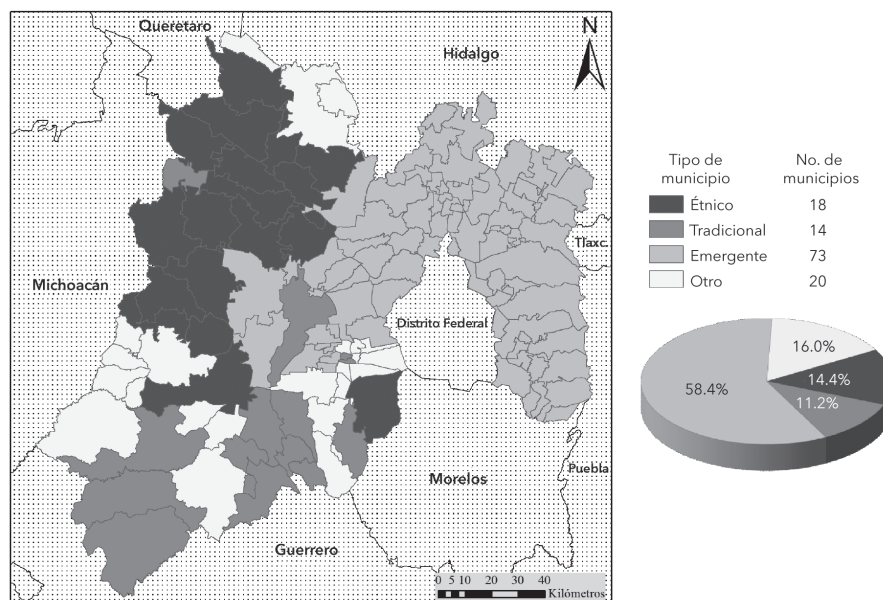 Queretaro
Hidalgo
N
Michoacán
Distrito Federal
Tlaxc.
Morelos
Puebla
Guerrero
0 5 10 20 30 40
Kilómetros
Tipo de municipio
No. de municipios
Étnico 18
Tradicional 14
Emergente 73
Otro 20
16.0%
14.4%
11.2%
58.4%